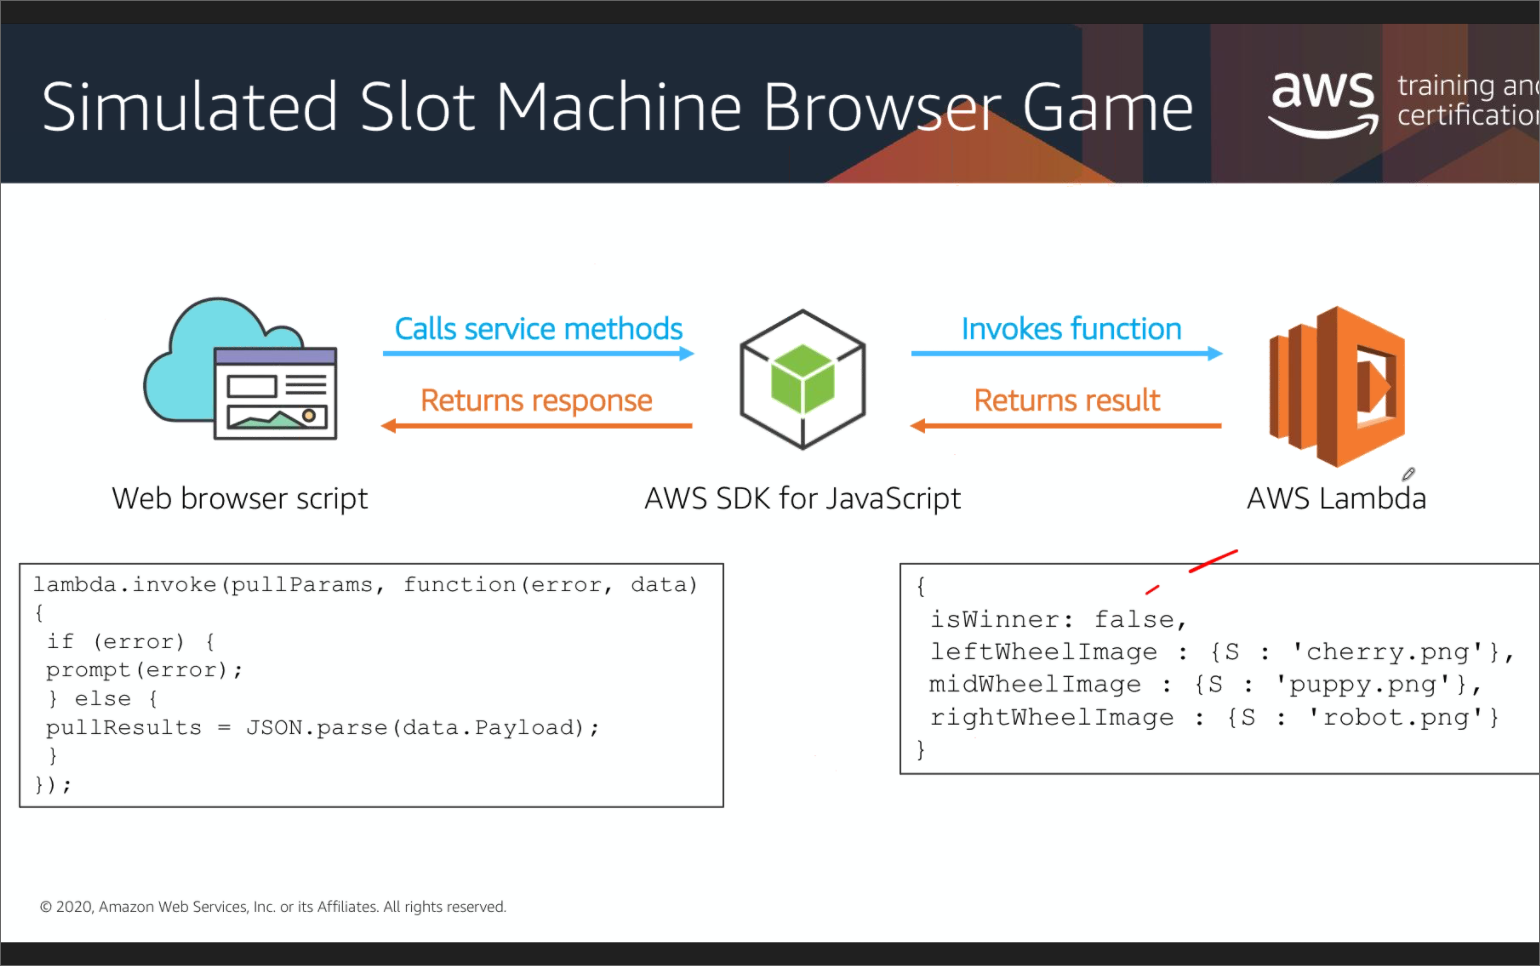 Simulated Slot Machine Browser Game
aws
training and
certification
Calls service methods
Returns response
Invokes function
Returns result
Web browser script
AWS SDK for JavaScript
AWS Lambda
lambda.invoke(pullParams, function(error, data)
{
if (error) {
prompt(error);
} else {
pullResults = JSON.parse(data.Payload);
}
});
{
isWinner: false,
leftWheelImage : {S : 'cherry.png'},
midWheelImage : {S : 'puppy.png'},
rightWheelImage : {S : 'robot.png'}
}
© 2020, Amazon Web Services, Inc. or its Affiliates. All rights reserved.